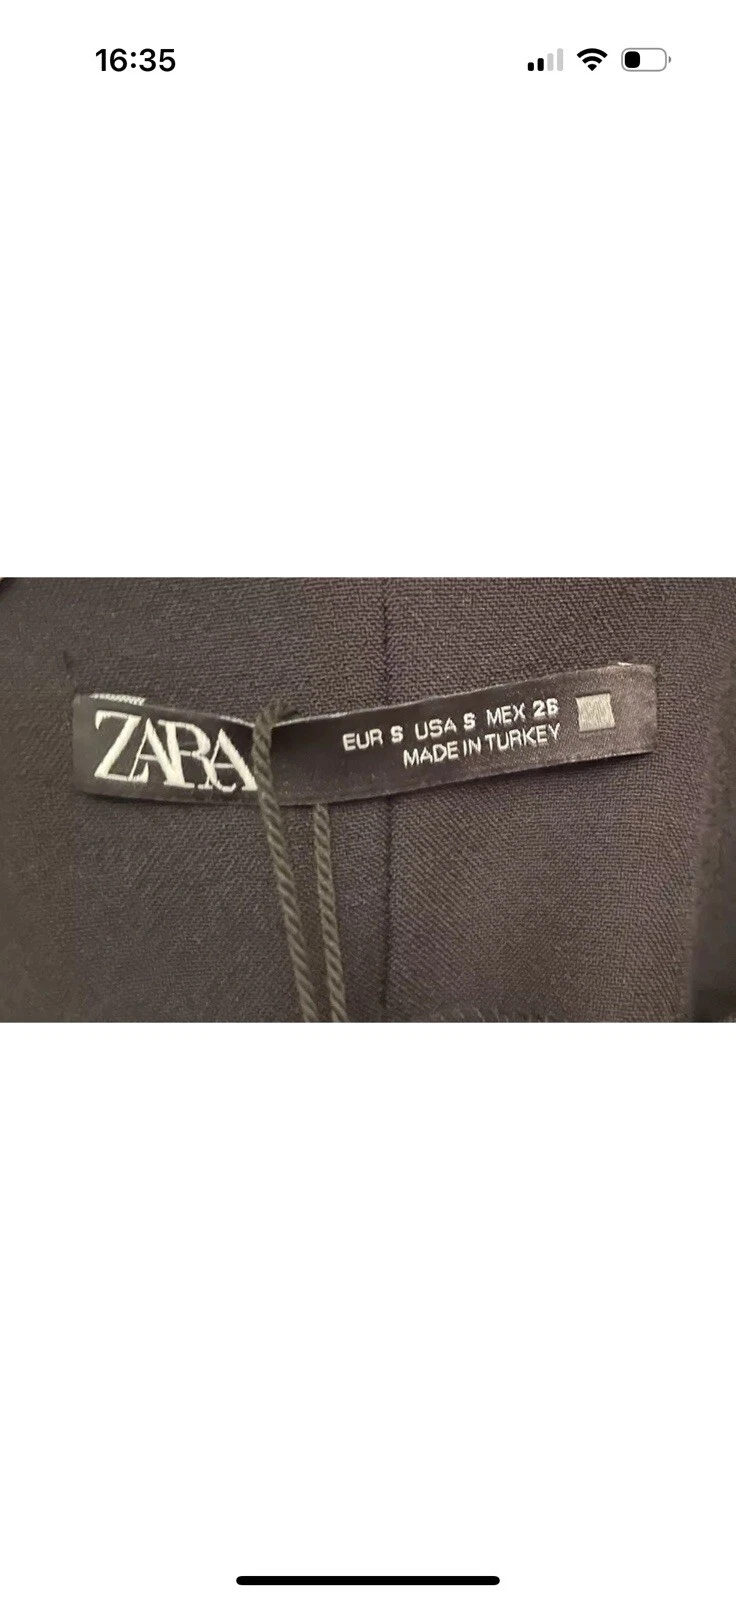 16:35
ZARA
EUR S USA S MEX 26
MADE IN TURKEY